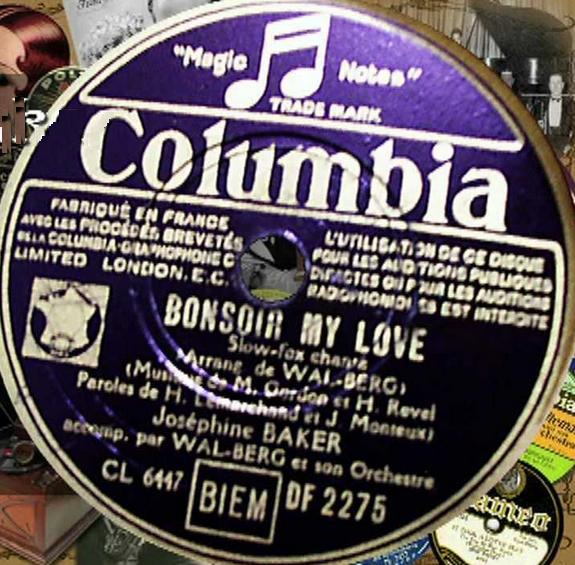 "Magic Notes"
TRADE MARK
Columbia
FABRIQUÉ EN FRANCE
AVEC LES PROCÉDÉS BREVETÉS
DE LA COLUMBIA GRAPHOPHONE C
LIMITED LONDON. E.C.
L'UTILISATION DE CE DISQUE
POUR LES AUDITIONS PUBLIQUES
DIRECTES OU POUR LES AUDITIONS
RADIOPHONIQUES EST INTERDITE
BONSOIR MY LOVE
Slow-fox chanté
(Arrang. de WAL-BERG)
(Musique de M. Gordon et H. Revel
Paroles de H. Lemarchand et J. Monteux)
Joséphine BAKER
accomp. par WAL-BERG et son Orchestre
CL 6447 BIEM DF 2275